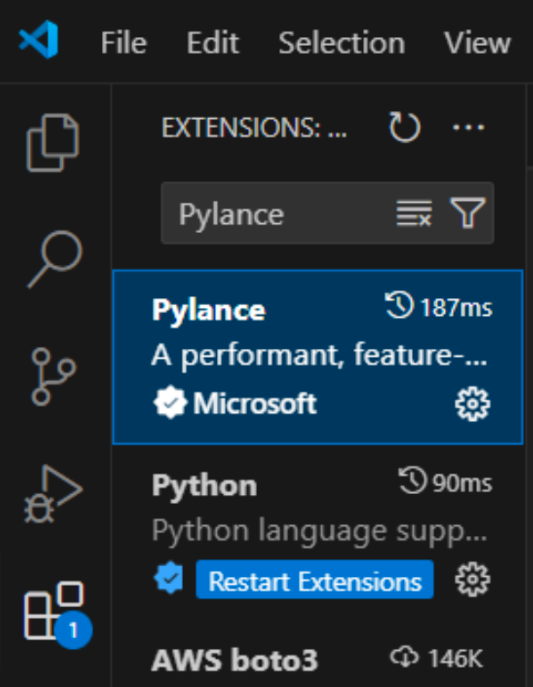 File Edit Selection View
EXTENSIONS: ...
Pylance
Pylance 187ms
A performant, feature-...
Microsoft
Python 90ms
Python language supp...
Restart Extensions
1
AWS boto3 146K